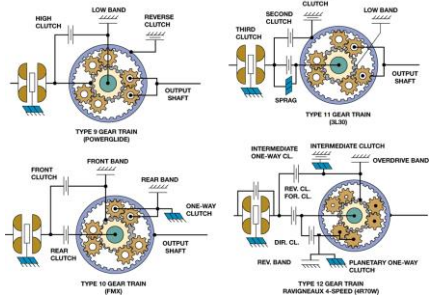 LOW BAND
HIGH
CLUTCH
REVERSE
CLUTCH
OUTPUT
SHAFT
TYPE 9 GEAR TRAIN
(POWERGLIDE)
CLUTCH
SECOND
CLUTCH
LOW BAND
THIRD
CLUTCH
OUTPUT
SHAFT
SPRAG
TYPE 11 GEAR TRAIN
(3L30)
FRONT BAND
FRONT
CLUTCH
REAR BAND
ONE-WAY
CLUTCH
REAR
CLUTCH
OUTPUT
SHAFT
TYPE 10 GEAR TRAIN
(FMX)
INTERMEDIATE
ONE-WAY CL.
INTERMEDIATE CLUTCH
OVERDRIVE BAND
REV. CL.
FOR. CL.
DIR. CL.
REV. BAND
PLANETARY ONE-WAY
CLUTCH
TYPE 12 GEAR TRAIN
RAVIGNEAUX 4-SPEED (4R70W)